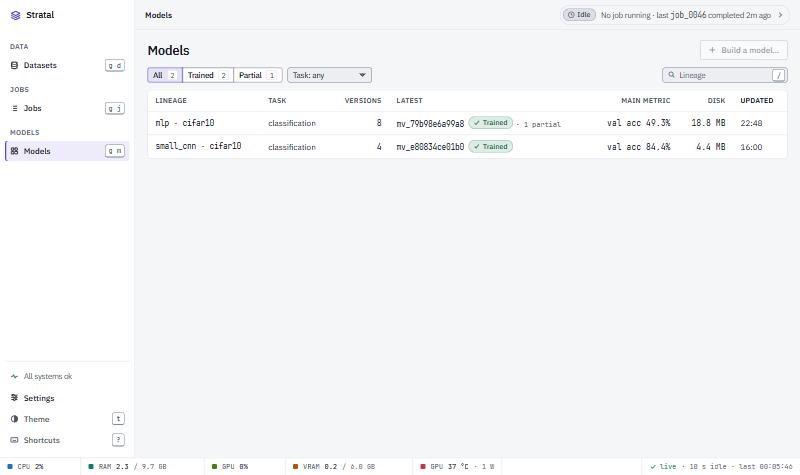 Stratal
Models
Idle No job running · last job_0046 completed 2m ago
DATA
Datasets g d
JOBS
Jobs g j
MODELS
Models g m
Models
+ Build a model...
All 2 Trained 2 Partial 1 Task: any
Lineage /
LINEAGE TASK VERSIONS LATEST MAIN METRIC DISK UPDATED
mlp · cifar10 classification 8 mv_79b98e6a99a8 Trained · 1 partial val acc 49.3% 18.8 MB 22:48
small_cnn · cifar10 classification 4 mv_e80834ce01b0 Trained val acc 84.4% 4.4 MB 16:00
All systems ok
Settings
Theme t
Shortcuts ?
CPU 2% RAM 2.3 / 9.7 GB GPU 0% VRAM 0.2 / 6.0 GB GPU 37 °C · 1 W live · 10 s idle · last 00:05:46